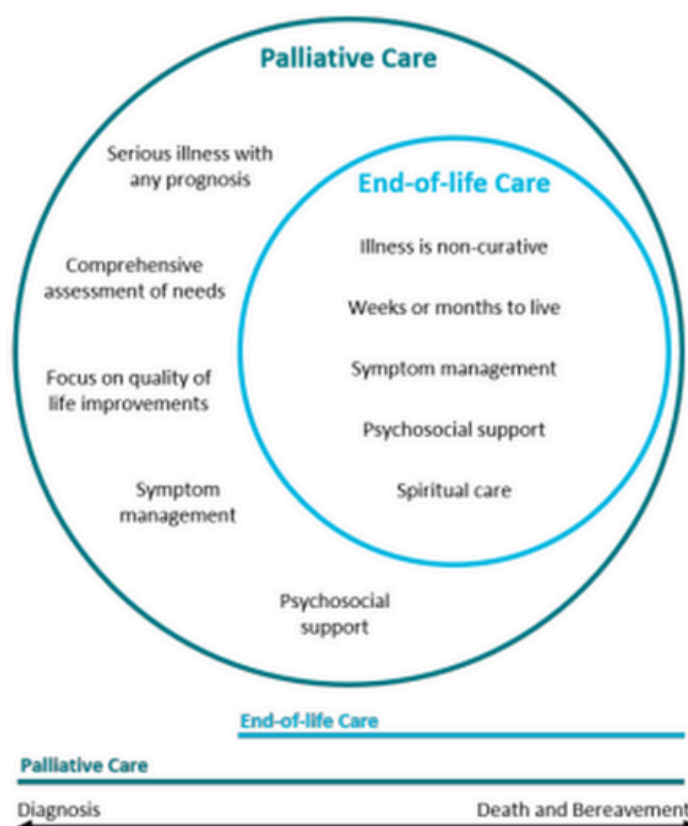 Palliative Care
Serious illness with
any prognosis
Comprehensive
assessment of needs
Focus on quality of
life improvements
Symptom
management
Psychosocial
support
End-of-life Care
Illness is non-curative
Weeks or months to live
Symptom management
Psychosocial support
Spiritual care
End-of-life Care
Palliative Care
Diagnosis
Death and Bereavement